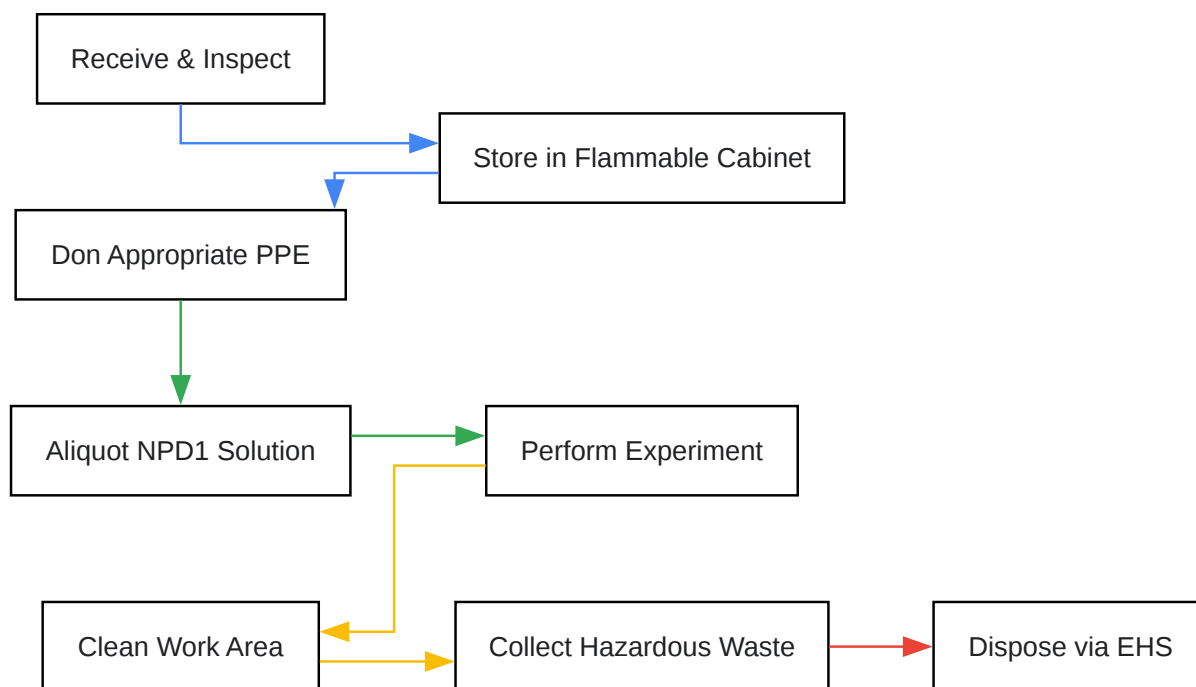 Receive & Inspect
Store in Flammable Cabinet
Don Appropriate PPE
Aliquot NPD1 Solution
Perform Experiment
Clean Work Area
Collect Hazardous Waste
Dispose via EHS